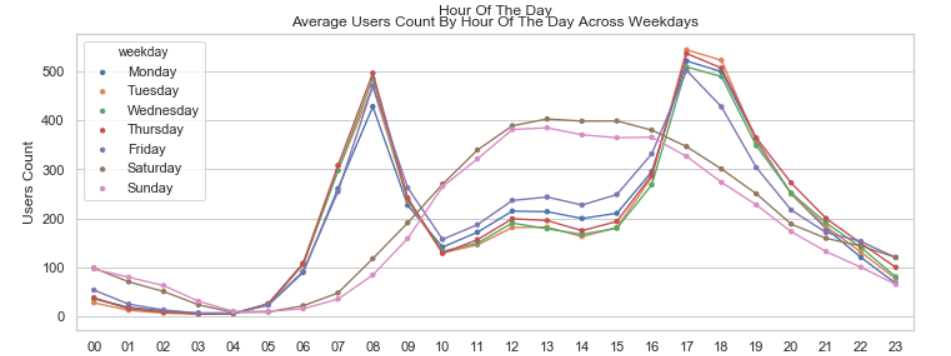 Hour Of The Day
Average Users Count By Hour Of The Day Across Weekdays
weekday
Monday
Tuesday
Wednesday
Thursday
Friday
Saturday
Sunday
Users Count
500
400
300
200
100
0
00 01 02 03 04 05 06 07 08 09 10 11 12 13 14 15 16 17 18 19 20 21 22 23